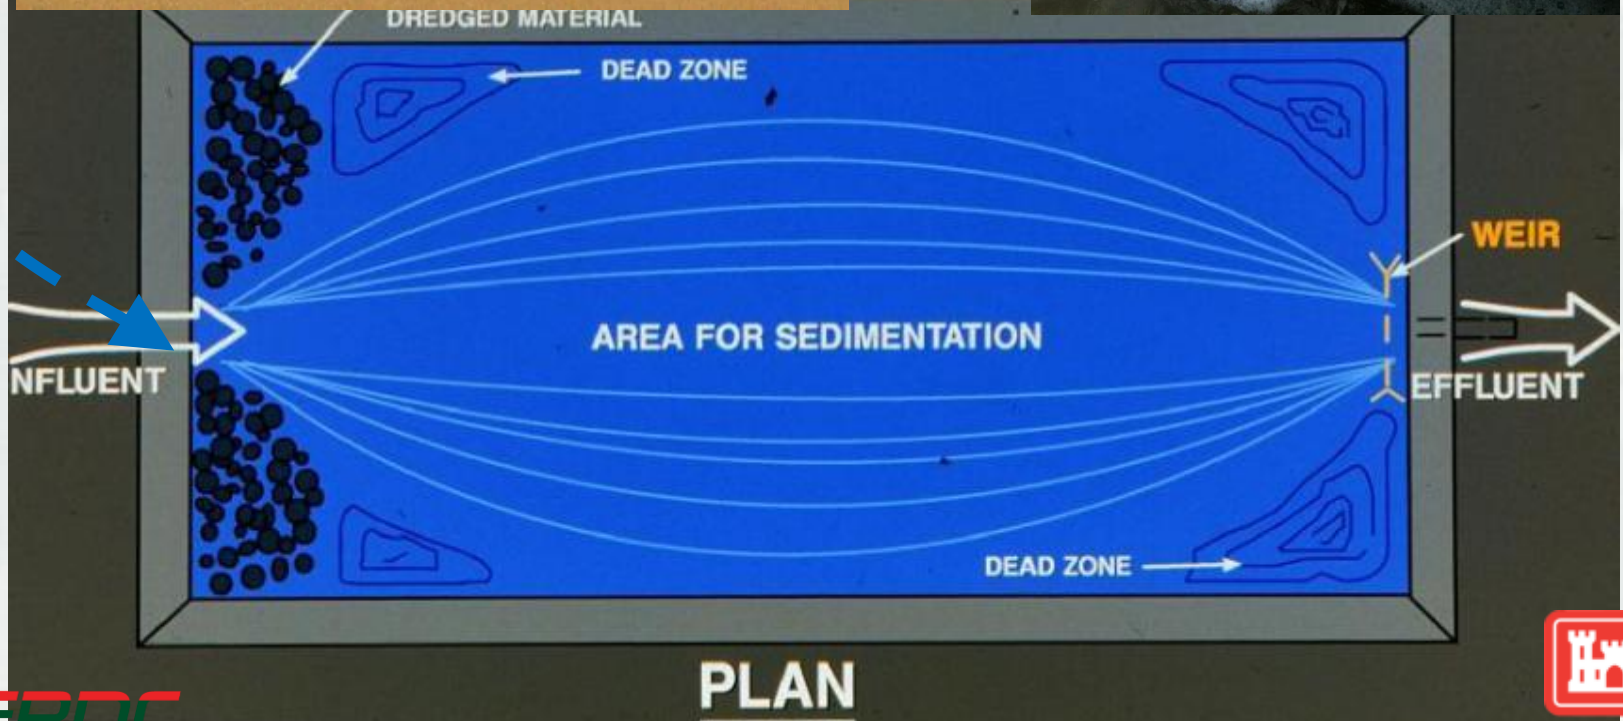 DREDGED MATERIAL
DEAD ZONE
WEIR
AREA FOR SEDIMENTATION
NFLUENT
EFFLUENT
DEAD ZONE
PLAN